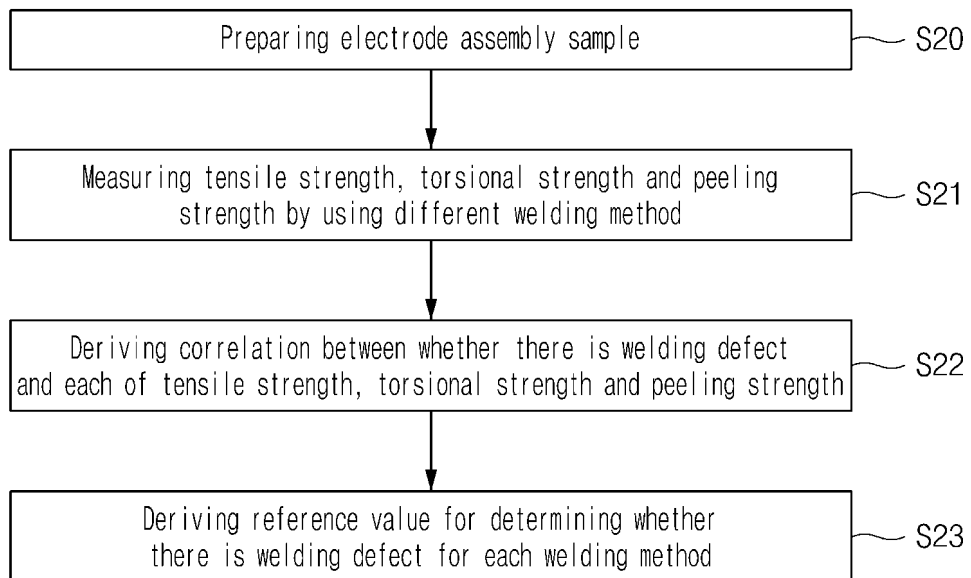 Preparing electrode assembly sample
S20
Measuring tensile strength, torsional strength and peeling
strength by using different welding method
S21
Deriving correlation between whether there is welding defect
and each of tensile strength, torsional strength and peeling strength
S22
Deriving reference value for determining whether
there is welding defect for each welding method
S23